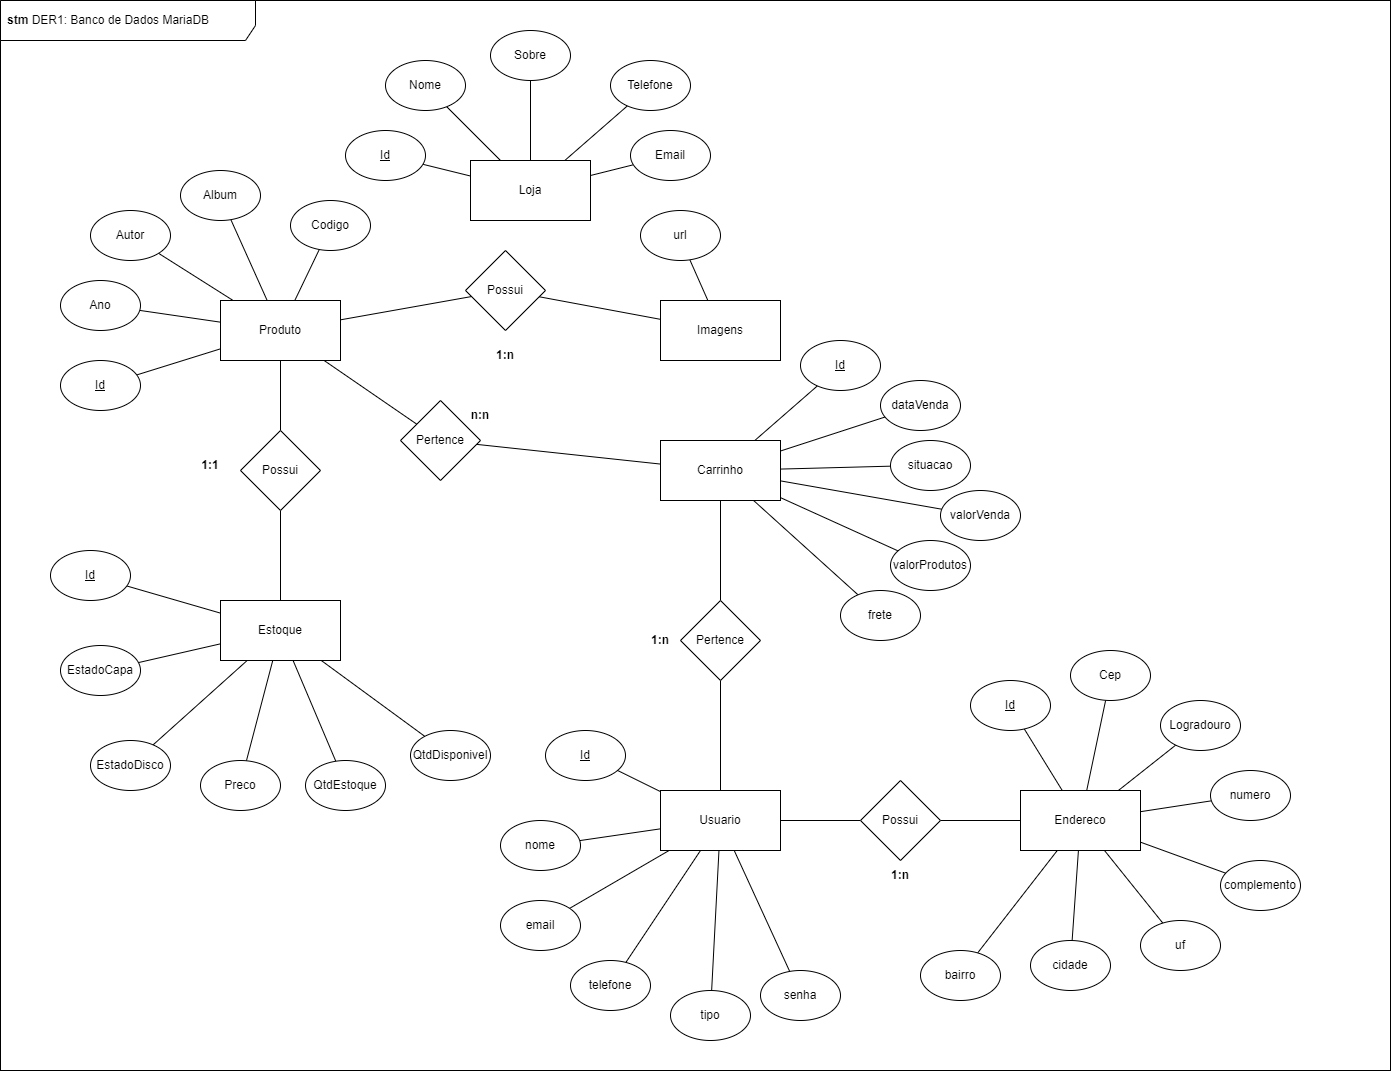 stm DER1: Banco de Dados MariaDB
Sobre
Nome
Telefone
Id
Email
Loja
Album
Codigo
Autor
url
Ano
Possui
Produto
Imagens
1:n
Id
Id
dataVenda
n:n
Pertence
1:1
Possui
Carrinho
situacao
valorVenda
valorProdutos
frete
Id
Estoque
EstadoCapa
EstadoDisco
Preco
QtdEstoque
QtdDisponivel
1:n
Pertence
Id
Cep
Logradouro
Id
numero
Usuario
Possui
Endereco
1:n
nome
email
telefone
tipo
senha
complemento
uf
cidade
bairro